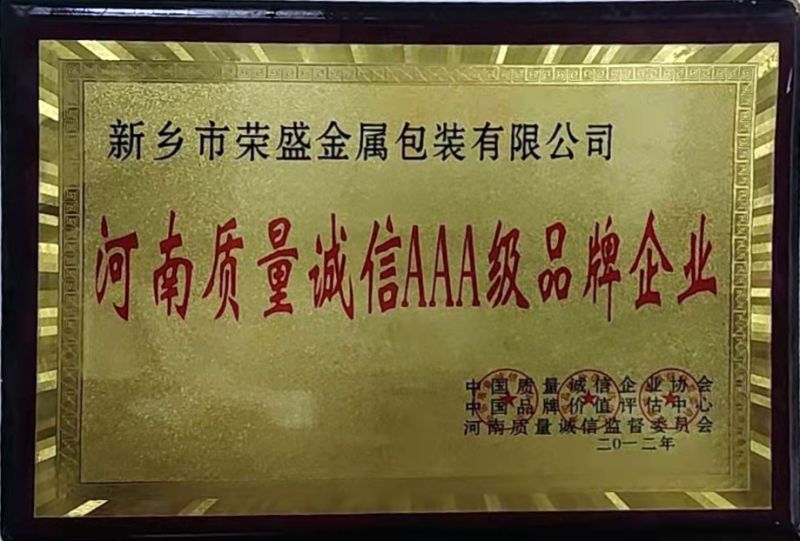 新乡市荣盛金属包装有限公司
河南质量诚信AAA级品牌企业
中国质量诚信企业协会
中国品牌价值评估中心
河南质量诚信监督委员会
二0一二年